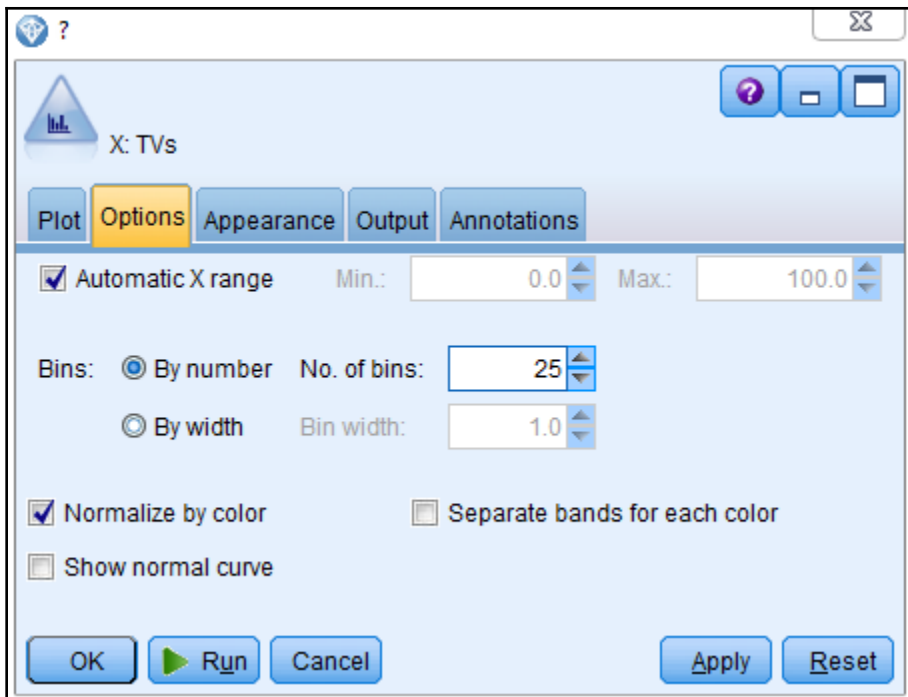 ?
X: TVs
Plot Options Appearance Output Annotations
Automatic X range Min.: 0.0 Max.: 100.0
Bins: By number No. of bins: 25
By width Bin width: 1.0
Normalize by color Separate bands for each color
Show normal curve
OK Run Cancel Apply Reset